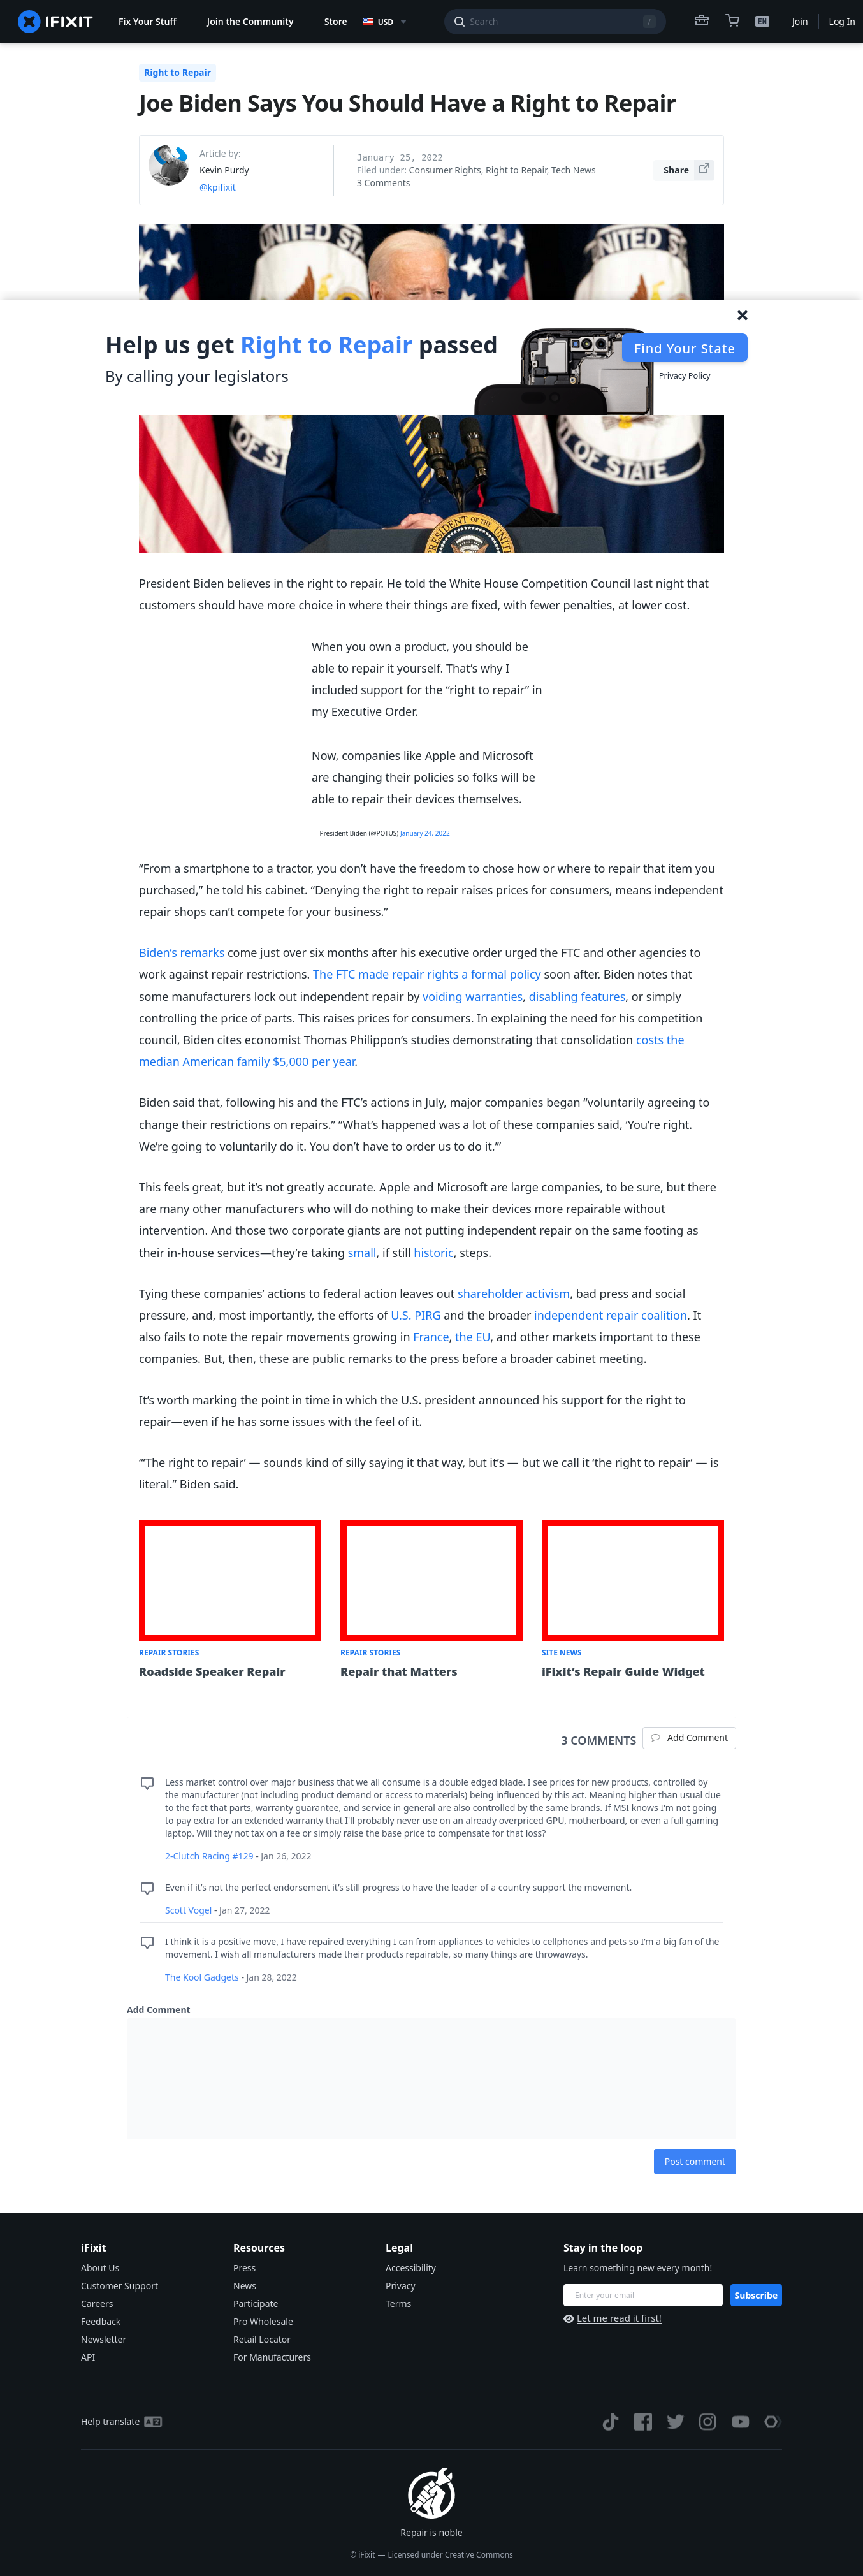 IFIXIT Fix Your Stuff Join the Community Store USD Search / EN Join Log In
Right to Repair
Joe Biden Says You Should Have a Right to Repair
Article by:
Kevin Purdy
@kpifixit
January 25, 2022
Filed under: Consumer Rights, Right to Repair, Tech News
3 Comments
Share
Help us get Right to Repair passed
By calling your legislators
Find Your State
Privacy Policy
OF STATE
PRESIDENT OF THE UNITED
President Biden believes in the right to repair. He told the White House Competition Council last night that
customers should have more choice in where their things are fixed, with fewer penalties, at lower cost.
When you own a product, you should be
able to repair it yourself. That’s why I
included support for the “right to repair” in
my Executive Order.
Now, companies like Apple and Microsoft
are changing their policies so folks will be
able to repair their devices themselves.
— President Biden (@POTUS) January 24, 2022
“From a smartphone to a tractor, you don’t have the freedom to chose how or where to repair that item you
purchased,” he told his cabinet. “Denying the right to repair raises prices for consumers, means independent
repair shops can’t compete for your business.”
Biden’s remarks come just over six months after his executive order urged the FTC and other agencies to
work against repair restrictions. The FTC made repair rights a formal policy soon after. Biden notes that
some manufacturers lock out independent repair by voiding warranties, disabling features, or simply
controlling the price of parts. This raises prices for consumers. In explaining the need for his competition
council, Biden cites economist Thomas Philippon’s studies demonstrating that consolidation costs the
median American family $5,000 per year.
Biden said that, following his and the FTC’s actions in July, major companies began “voluntarily agreeing to
change their restrictions on repairs.” “What’s happened was a lot of these companies said, ‘You’re right.
We’re going to voluntarily do it. You don’t have to order us to do it.’”
This feels great, but it’s not greatly accurate. Apple and Microsoft are large companies, to be sure, but there
are many other manufacturers who will do nothing to make their devices more repairable without
intervention. And those two corporate giants are not putting independent repair on the same footing as
their in-house services—they’re taking small, if still historic, steps.
Tying these companies’ actions to federal action leaves out shareholder activism, bad press and social
pressure, and, most importantly, the efforts of U.S. PIRG and the broader independent repair coalition. It
also fails to note the repair movements growing in France, the EU, and other markets important to these
companies. But, then, these are public remarks to the press before a broader cabinet meeting.
It’s worth marking the point in time in which the U.S. president announced his support for the right to
repair—even if he has some issues with the feel of it.
“‘The right to repair’ — sounds kind of silly saying it that way, but it’s — but we call it ‘the right to repair’ — is
literal.” Biden said.
REPAIR STORIES
Roadside Speaker Repair
REPAIR STORIES
Repair that Matters
SITE NEWS
iFixit’s Repair Guide Widget
3 COMMENTS Add Comment
Less market control over major business that we all consume is a double edged blade. I see prices for new products, controlled by
the manufacturer (not including product demand or access to materials) being influenced by this act. Meaning higher than usual due
to the fact that parts, warranty guarantee, and service in general are also controlled by the same brands. If MSI knows I'm not going
to pay extra for an extended warranty that I'll probably never use on an already overpriced GPU, motherboard, or even a full gaming
laptop. Will they not tax on a fee or simply raise the base price to compensate for that loss?
2-Clutch Racing #129 - Jan 26, 2022
Even if it’s not the perfect endorsement it’s still progress to have the leader of a country support the movement.
Scott Vogel - Jan 27, 2022
I think it is a positive move, I have repaired everything I can from appliances to vehicles to cellphones and pets so I’m a big fan of the
movement. I wish all manufacturers made their products repairable, so many things are throwaways.
The Kool Gadgets - Jan 28, 2022
Add Comment
Post comment
iFixit
About Us
Customer Support
Careers
Feedback
Newsletter
API
Resources
Press
News
Participate
Pro Wholesale
Retail Locator
For Manufacturers
Legal
Accessibility
Privacy
Terms
Stay in the loop
Learn something new every month!
Enter your email Subscribe
Let me read it first!
Help translate
Repair is noble
© iFixit — Licensed under Creative Commons